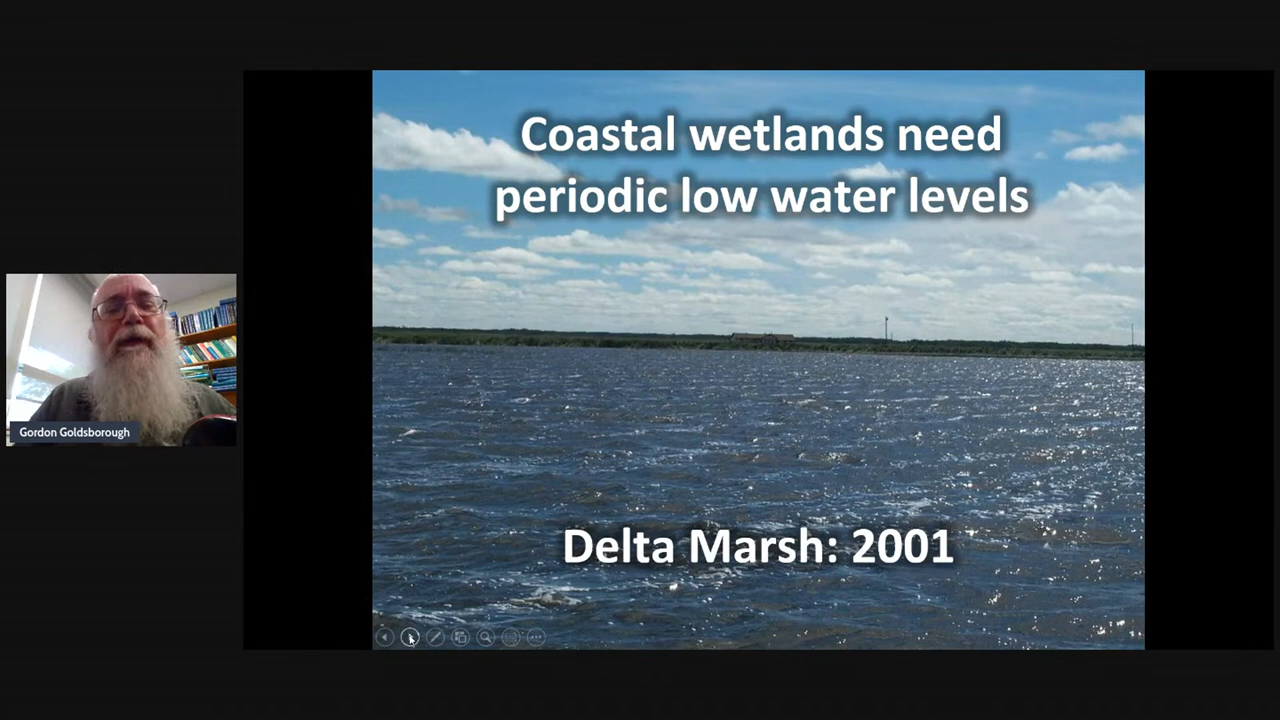 Coastal wetlands need
periodic low water levels
Gordon Goldsborough
Delta Marsh: 2001